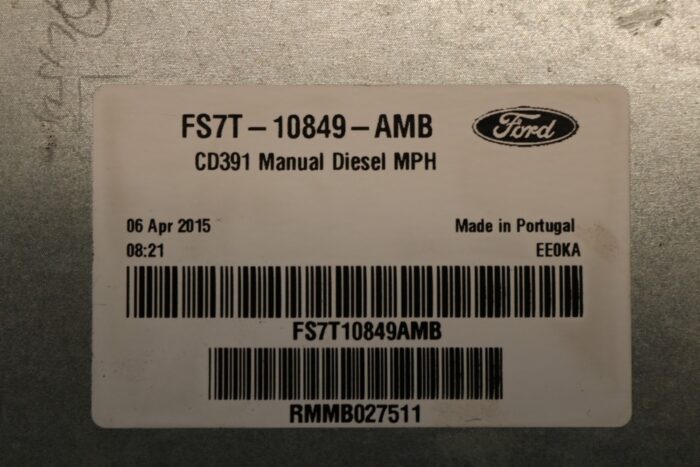 FS7T-10849-AMB
Ford
CD391 Manual Diesel MPH
06 Apr 2015
Made in Portugal
08:21
EE0KA
FS7T10849AMB
RMMB027511